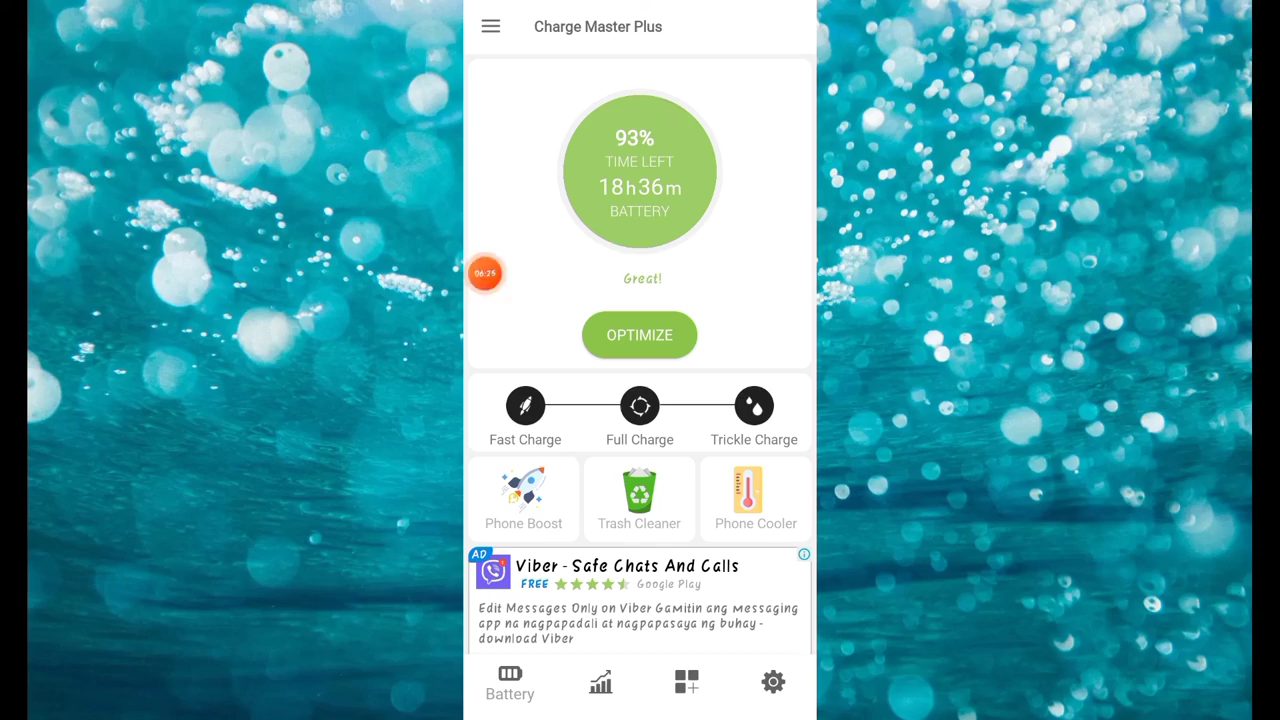 Charge Master Plus
93%
TIME LEFT
18h36m
BATTERY
06:25
Great!
OPTIMIZE
Fast Charge
Full Charge
Trickle Charge
Phone Boost
Trash Cleaner
Phone Cooler
AD
Viber - Safe Chats And Calls
FREE
Google Play
Edit Messages Only on Viber Gamitin ang messaging
app na nagpapadali at nagpapasaya ng buhay -
download Viber
Battery